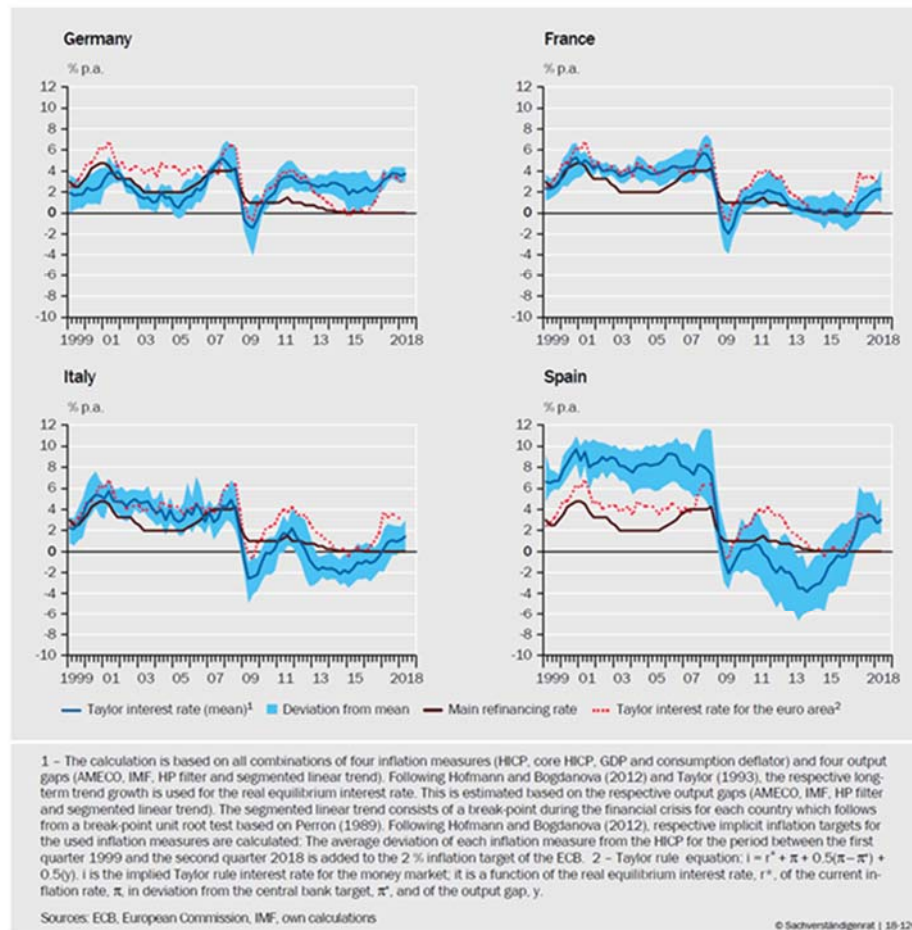 Germany
% p.a.
12
10
8
6
4
2
0
-2
-4
-6
-8
-10
1999 01 03 05 07 09 11 13 15 2018
France
% p.a.
12
10
8
6
4
2
0
-2
-4
-6
-8
-10
1999 01 03 05 07 09 11 13 15 2018
Italy
% p.a.
12
10
8
6
4
2
0
-2
-4
-6
-8
-10
1999 01 03 05 07 09 11 13 15 2018
Spain
% p.a.
12
10
8
6
4
2
0
-2
-4
-6
-8
-10
1999 01 03 05 07 09 11 13 15 2018
Taylor interest rate (mean)¹ Deviation from mean Main refinancing rate Taylor interest rate for the euro area²
1 – The calculation is based on all combinations of four inflation measures (HICP, core HICP, GDP and consumption deflator) and four output
gaps (AMECO, IMF, HP filter and segmented linear trend). Following Hofmann and Bogdanova (2012) and Taylor (1993), the respective long-
term trend growth is used for the real equilibrium interest rate. This is estimated based on the respective output gaps (AMECO, IMF, HP filter
and segmented linear trend). The segmented linear trend consists of a break-point during the financial crisis for each country which follows
from a break-point unit root test based on Perron (1989). Following Hofmann and Bogdanova (2012), respective implicit inflation targets for
the used inflation measures are calculated: The average deviation of each inflation measure from the HICP for the period between the first
quarter 1999 and the second quarter 2018 is added to the 2 % inflation target of the ECB. 2 – Taylor rule equation: i = r* + π + 0.5(π–π*) +
0.5(y). i is the implied Taylor rule interest rate for the money market; it is a function of the real equilibrium interest rate, r*, of the current in-
flation rate, π, in deviation from the central bank target, π*, and of the output gap, y.
Sources: ECB, European Commission, IMF, own calculations
© Sachverständigenrat | 18-12